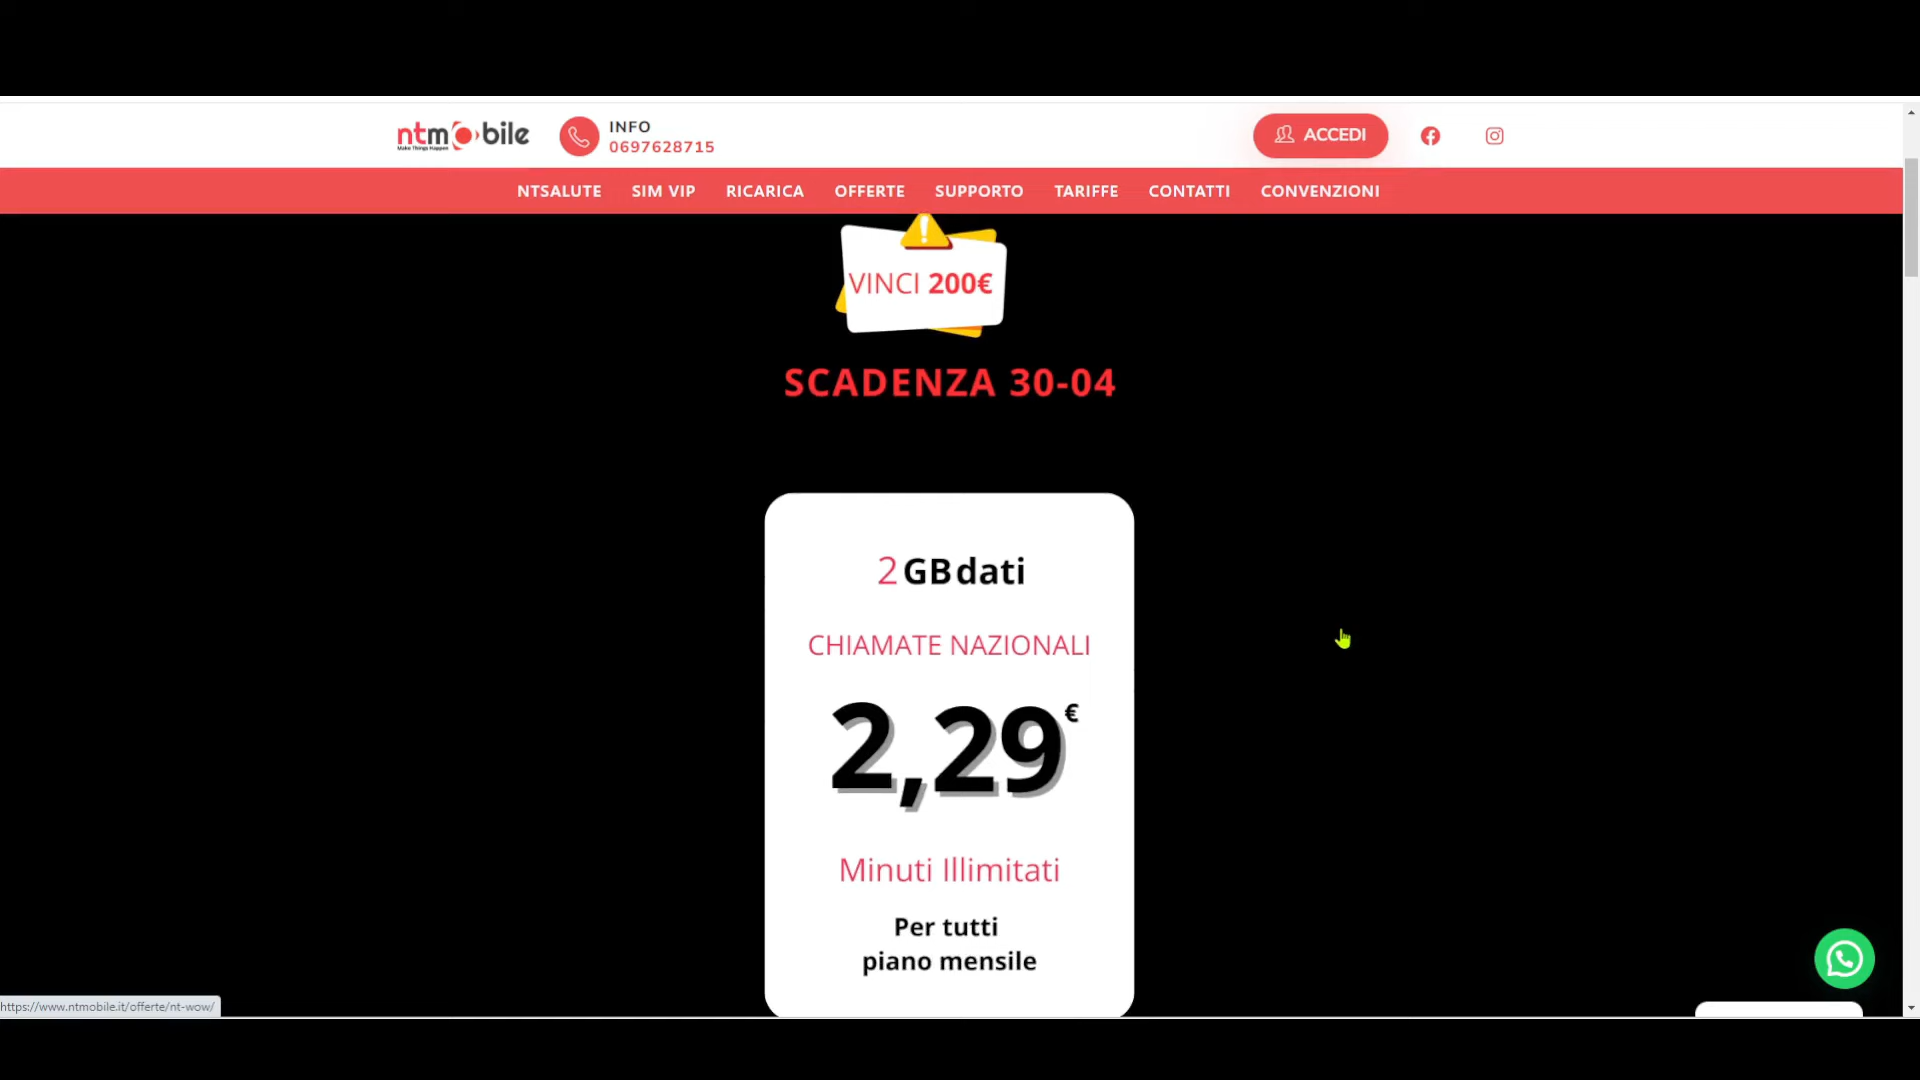 ntmobile
Make Things Happen
INFO
0697628715
ACCEDI
NTSALUTE SIM VIP RICARICA OFFERTE SUPPORTO TARIFFE CONTATTI CONVENZIONI
VINCI 200€
SCADENZA 30-04
2 GB dati
CHIAMATE NAZIONALI
2,29€
Minuti Illimitati
Per tutti
piano mensile
https://www.ntmobile.it/offerte/nt-wow/